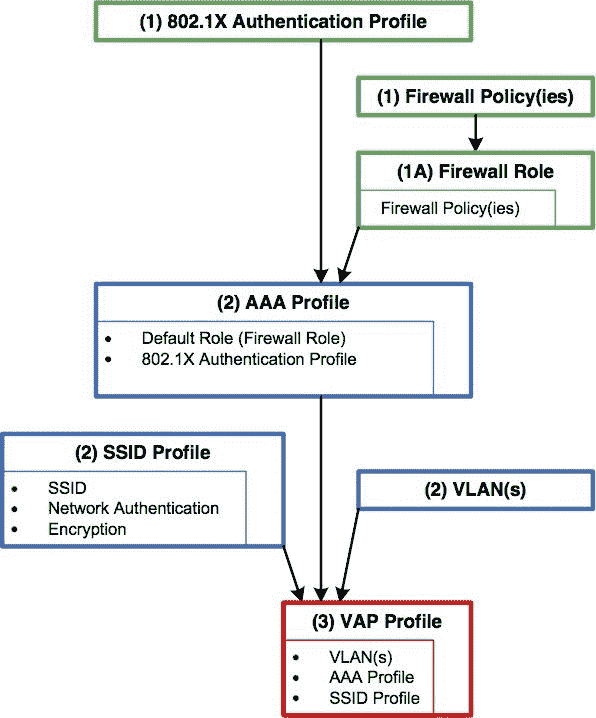 (1) 802.1X Authentication Profile
(1) Firewall Policy(ies)
(1A) Firewall Role
Firewall Policy(ies)
(2) AAA Profile
• Default Role (Firewall Role)
• 802.1X Authentication Profile
(2) SSID Profile
• SSID
• Network Authentication
• Encryption
(2) VLAN(s)
(3) VAP Profile
• VLAN(s)
• AAA Profile
• SSID Profile